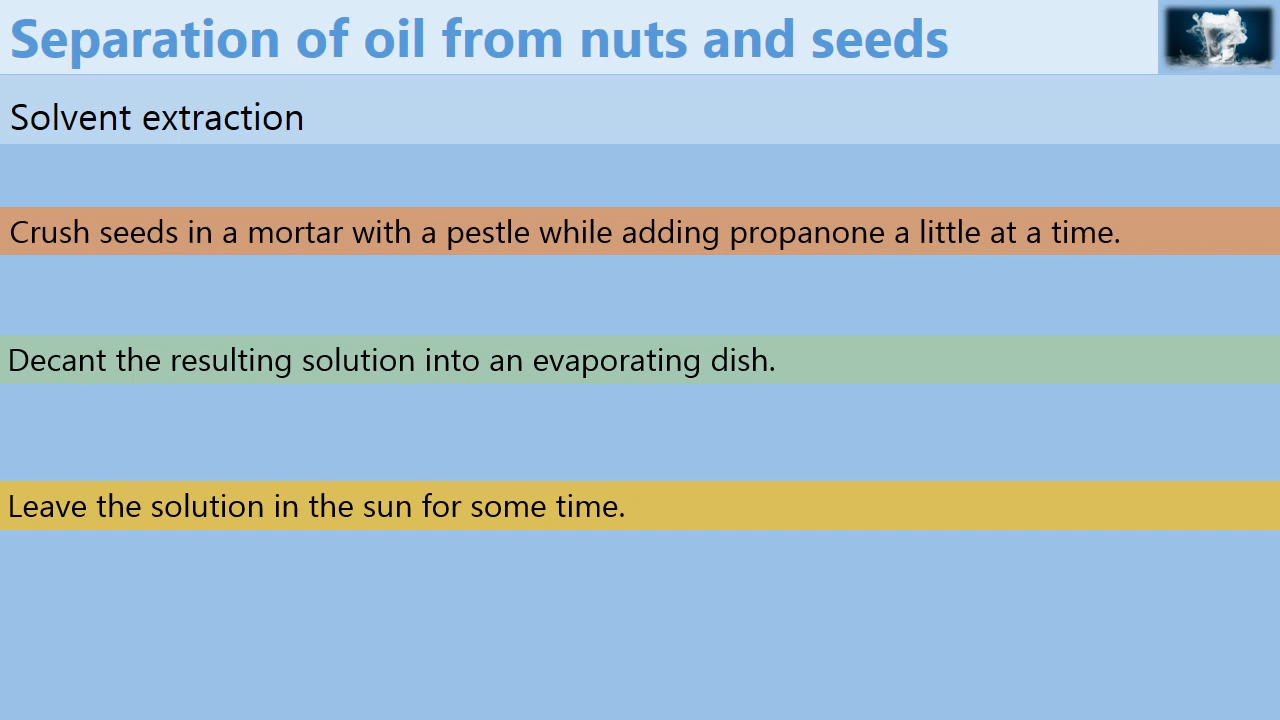 Separation of oil from nuts and seeds
Solvent extraction
Crush seeds in a mortar with a pestle while adding propanone a little at a time.
Decant the resulting solution into an evaporating dish.
Leave the solution in the sun for some time.